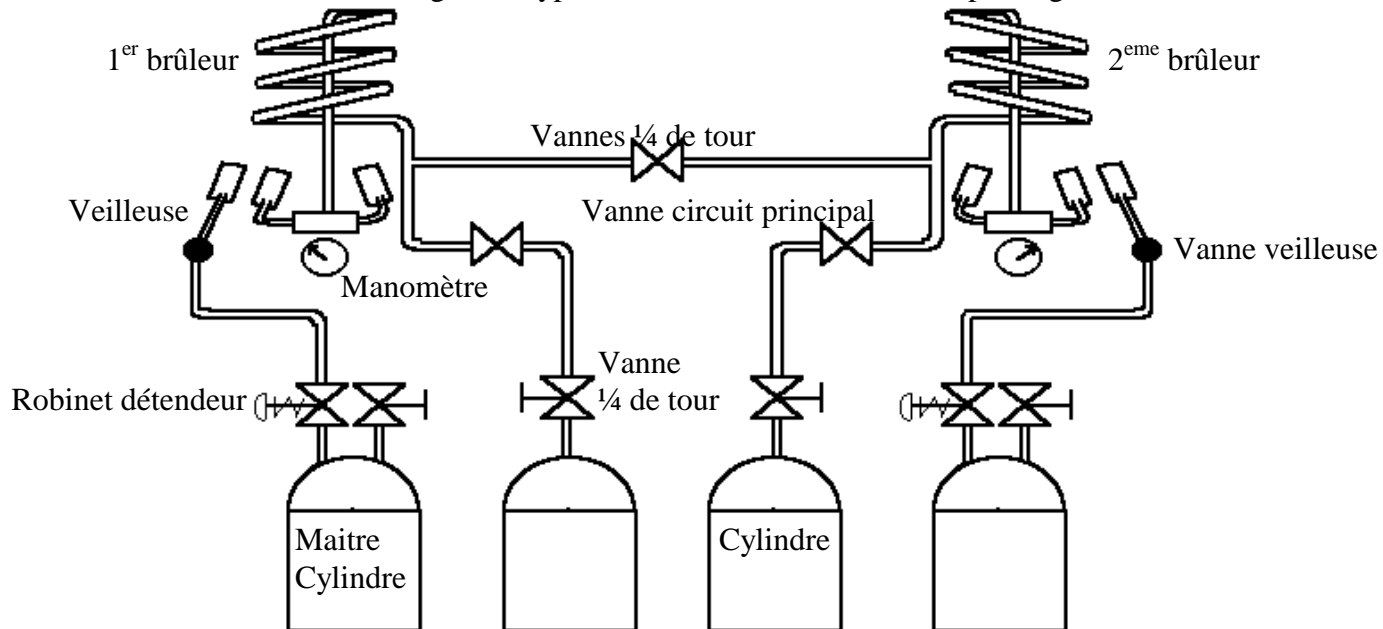 1er brûleur
2eme brûleur
Vannes ¼ de tour
Veilleuse
Vanne circuit principal
Vanne veilleuse
Manomètre
Vanne
¼ de tour
Robinet détendeur
Maitre
Cylindre
Cylindre